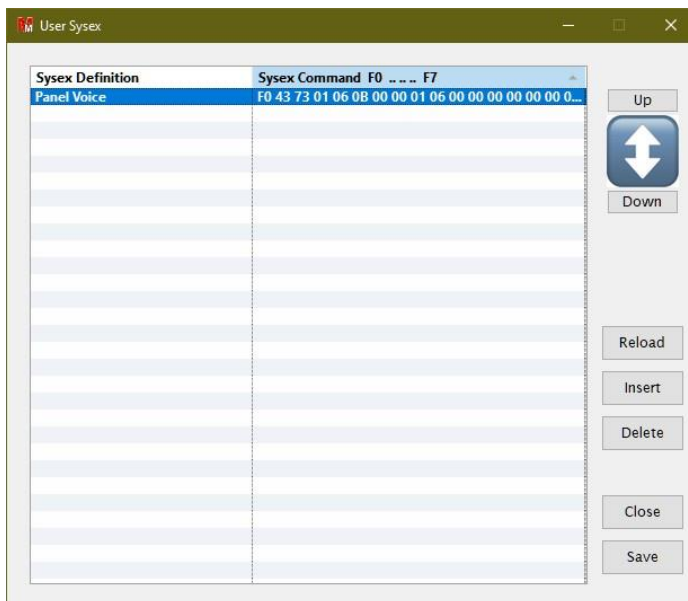 User Sysex
Sysex Definition Sysex Command F0 .. .. .. F7
Panel Voice F0 43 73 01 06 0B 00 00 01 06 00 00 00 00 00 00 0...
Up
Down
Reload
Insert
Delete
Close
Save